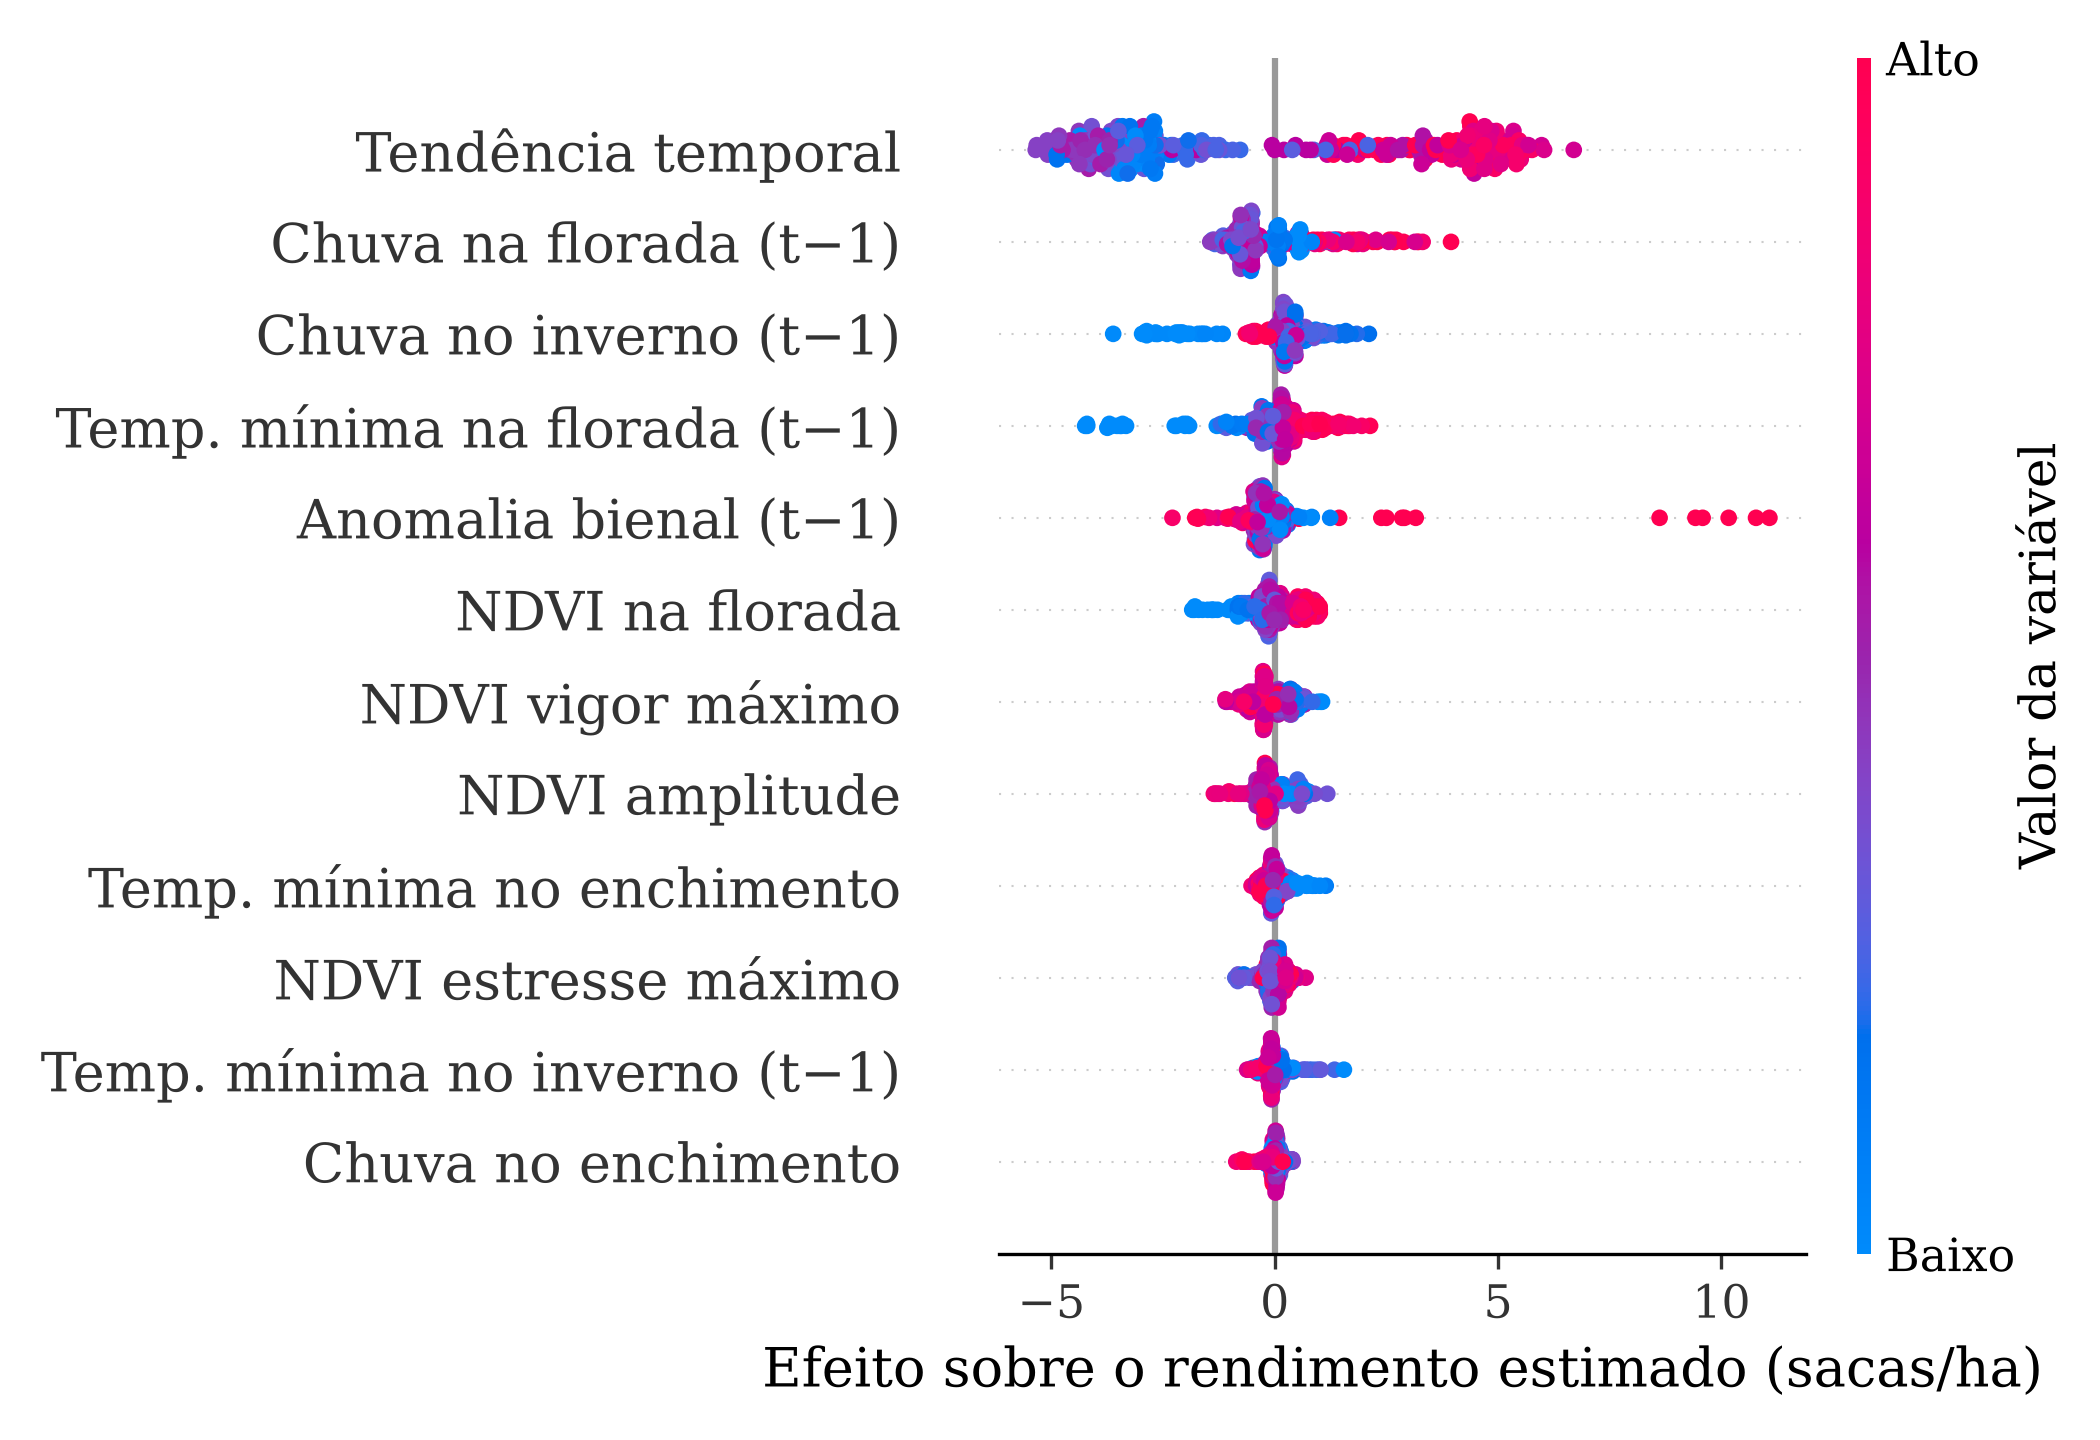 Alto
Tendência temporal
Chuva na florada (t−1)
Chuva no inverno (t−1)
Temp. mínima na florada (t−1)
Anomalia bienal (t−1)
NDVI na florada
NDVI vigor máximo
NDVI amplitude
Temp. mínima no enchimento
NDVI estresse máximo
Temp. mínima no inverno (t−1)
Chuva no enchimento
Valor da variável
Baixo
−5 0 5 10
Efeito sobre o rendimento estimado (sacas/ha)